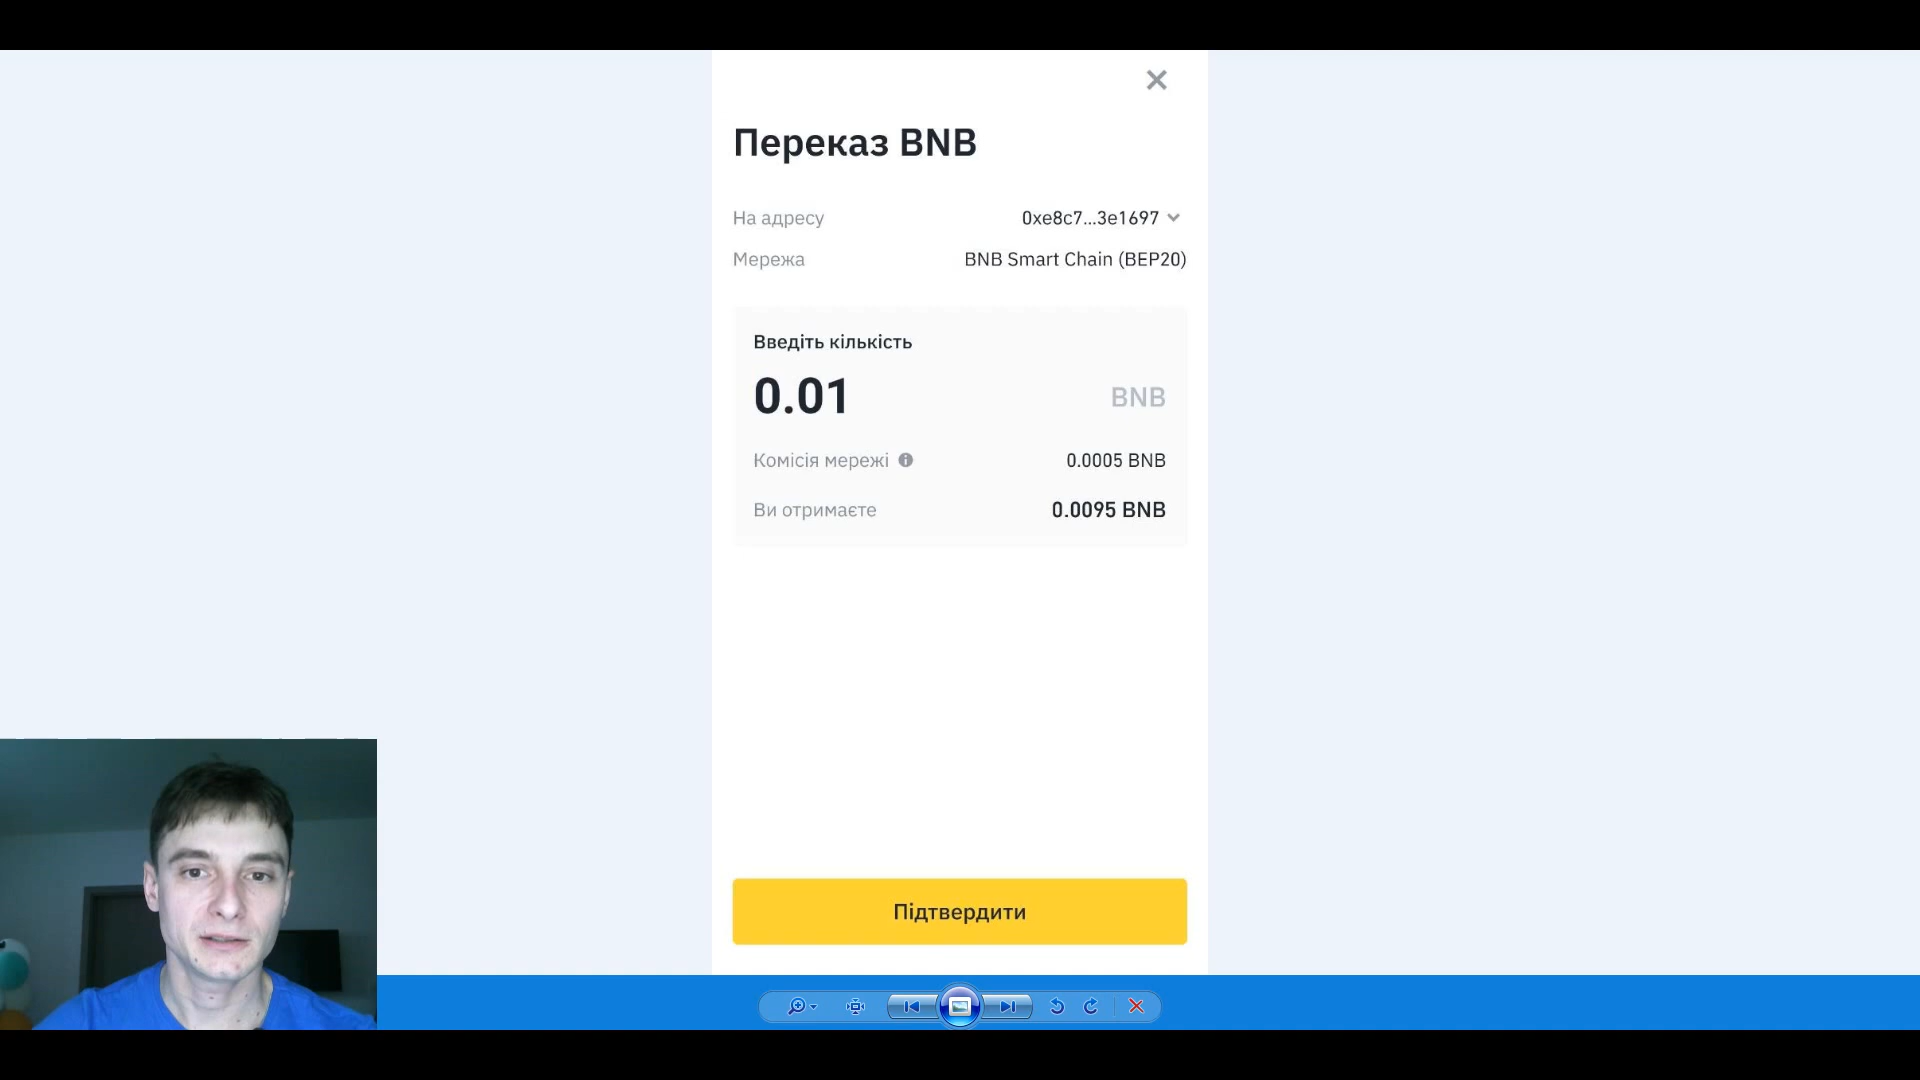 Переказ BNB
На адресу 0xe8c7...3e1697
Мережа BNB Smart Chain (BEP20)
Введіть кількість
0.01 BNB
Комісія мережі 0.0005 BNB
Ви отримаєте 0.0095 BNB
Підтвердити